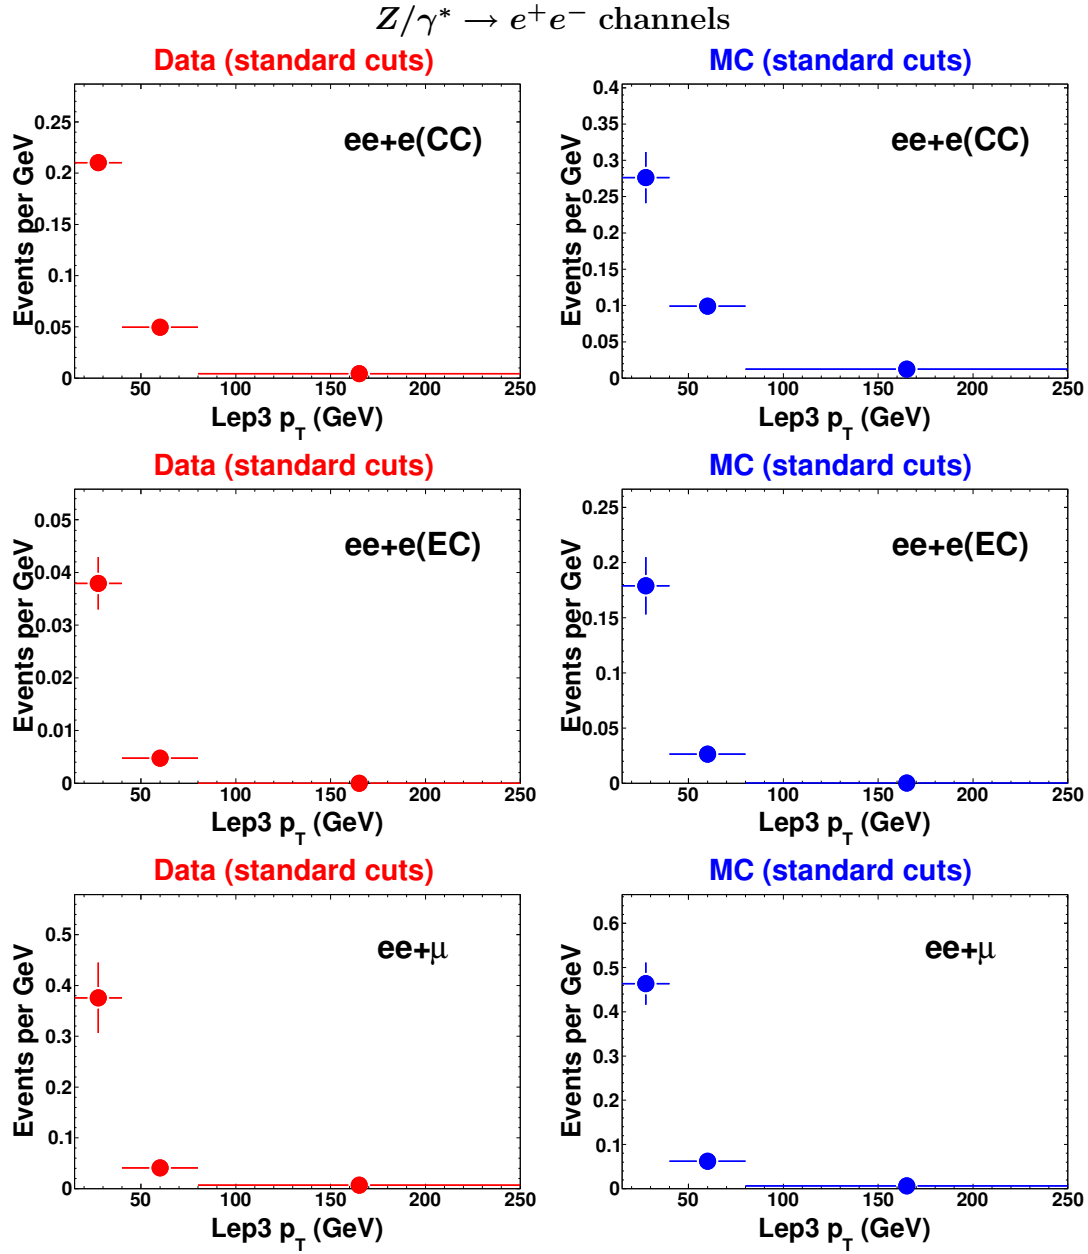 Z/γ* → e⁺e⁻ channels
Data (standard cuts)
Events per GeV
0.25
0.2
0.15
0.1
0.05
0
ee+e(CC)
50 100 150 200 250
Lep3 p_T (GeV)
MC (standard cuts)
Events per GeV
0.4
0.35
0.3
0.25
0.2
0.15
0.1
0.05
0
ee+e(CC)
50 100 150 200 250
Lep3 p_T (GeV)
Data (standard cuts)
Events per GeV
0.05
0.04
0.03
0.02
0.01
0
ee+e(EC)
50 100 150 200 250
Lep3 p_T (GeV)
MC (standard cuts)
Events per GeV
0.25
0.2
0.15
0.1
0.05
0
ee+e(EC)
50 100 150 200 250
Lep3 p_T (GeV)
Data (standard cuts)
Events per GeV
0.5
0.4
0.3
0.2
0.1
0
ee+μ
50 100 150 200 250
Lep3 p_T (GeV)
MC (standard cuts)
Events per GeV
0.6
0.5
0.4
0.3
0.2
0.1
0
ee+μ
50 100 150 200 250
Lep3 p_T (GeV)